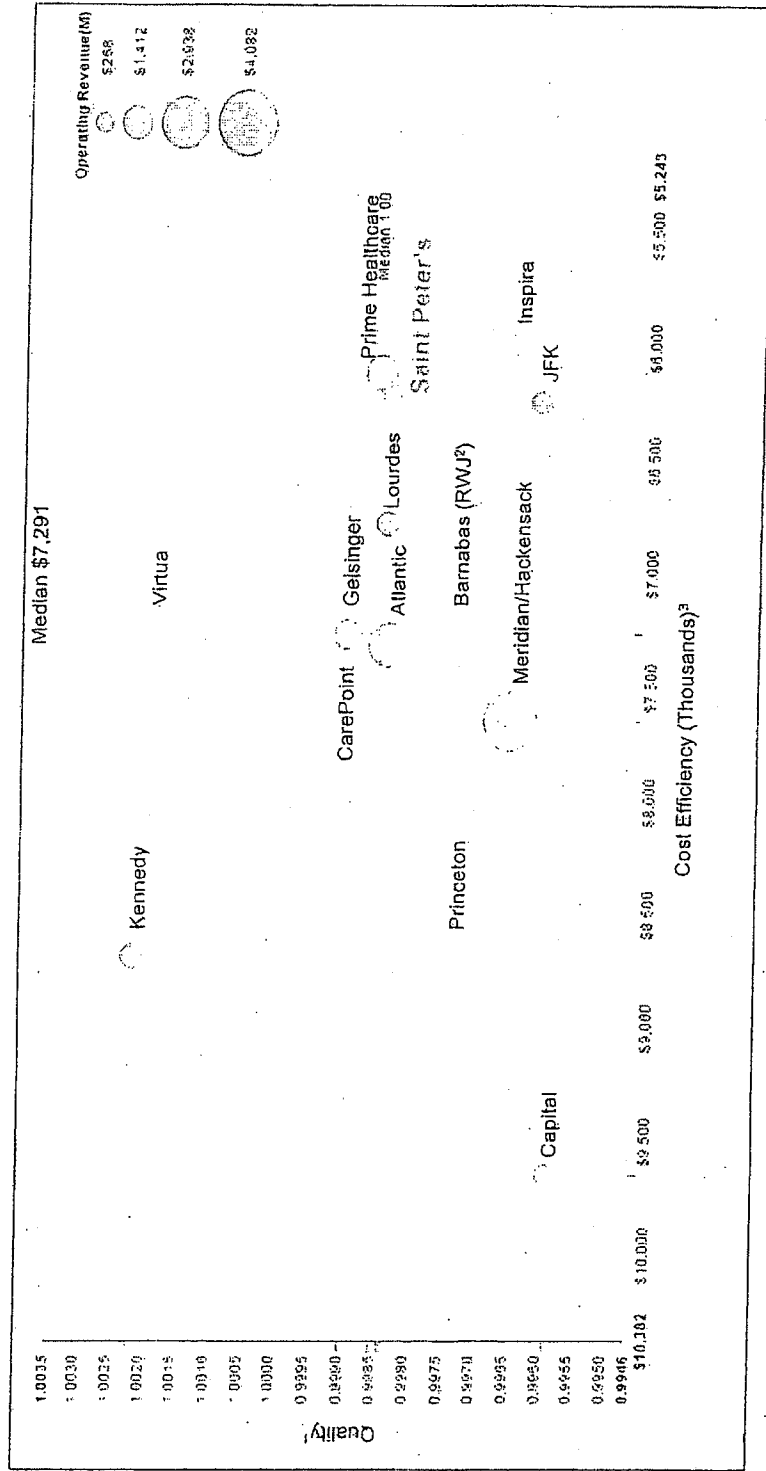 Median $7,291
Operating Revenue(M)
$258
$1,412
$2,938
$4,082
Quality¹
1.0035
1.0030
1.0025
1.0020
1.0015
1.0010
1.0005
1.0000
0.9995
0.9990
0.9985
0.9980
0.9975
0.9970
0.9965
0.9960
0.9955
0.9950
0.9946
Kennedy
Virtua
CarePoint
Geisinger
Atlantic
Lourdes
Prime Healthcare
Median 1.00
Saint Peter's
Princeton
Barnabas (RWJ²)
Meridian/Hackensack
Inspira
JFK
Capital
$10,382 $10,000 $9,500 $9,000 $8,500 $8,000 $7,500 $7,000 $6,500 $6,000 $5,500 $5,243
Cost Efficiency (Thousands)³